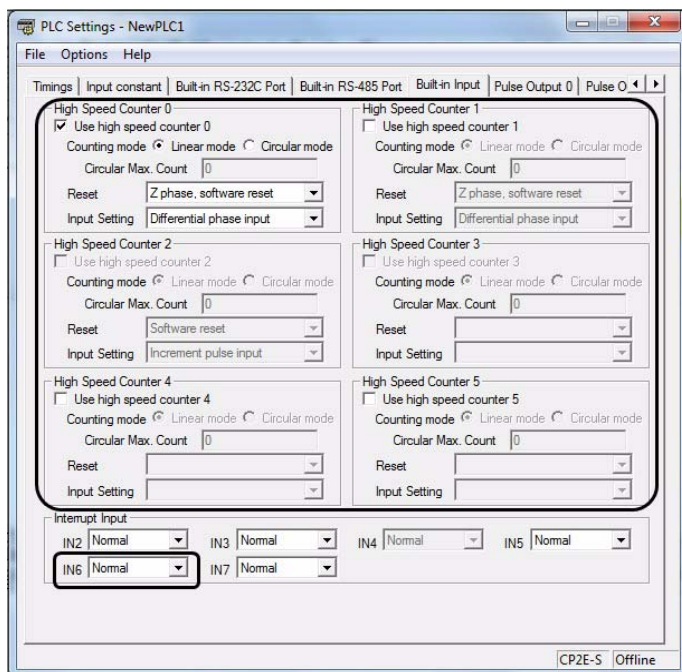 PLC Settings - NewPLC1
File Options Help
Timings Input constant Built-in RS-232C Port Built-in RS-485 Port Built-in Input Pulse Output 0 Pulse O
High Speed Counter 0
Use high speed counter 0
Counting mode Linear mode Circular mode
Circular Max. Count 0
Reset Z phase, software reset
Input Setting Differential phase input
High Speed Counter 1
Use high speed counter 1
Counting mode Linear mode Circular mode
Circular Max. Count 0
Reset Z phase, software reset
Input Setting Differential phase input
High Speed Counter 2
Use high speed counter 2
Counting mode Linear mode Circular mode
Circular Max. Count 0
Reset Software reset
Input Setting Increment pulse input
High Speed Counter 3
Use high speed counter 3
Counting mode Linear mode Circular mode
Circular Max. Count 0
Reset
Input Setting
High Speed Counter 4
Use high speed counter 4
Counting mode Linear mode Circular mode
Circular Max. Count 0
Reset
Input Setting
High Speed Counter 5
Use high speed counter 5
Counting mode Linear mode Circular mode
Circular Max. Count 0
Reset
Input Setting
Interrupt Input
IN2 Normal IN3 Normal IN4 Normal IN5 Normal
IN6 Normal IN7 Normal
CP2E-S Offline